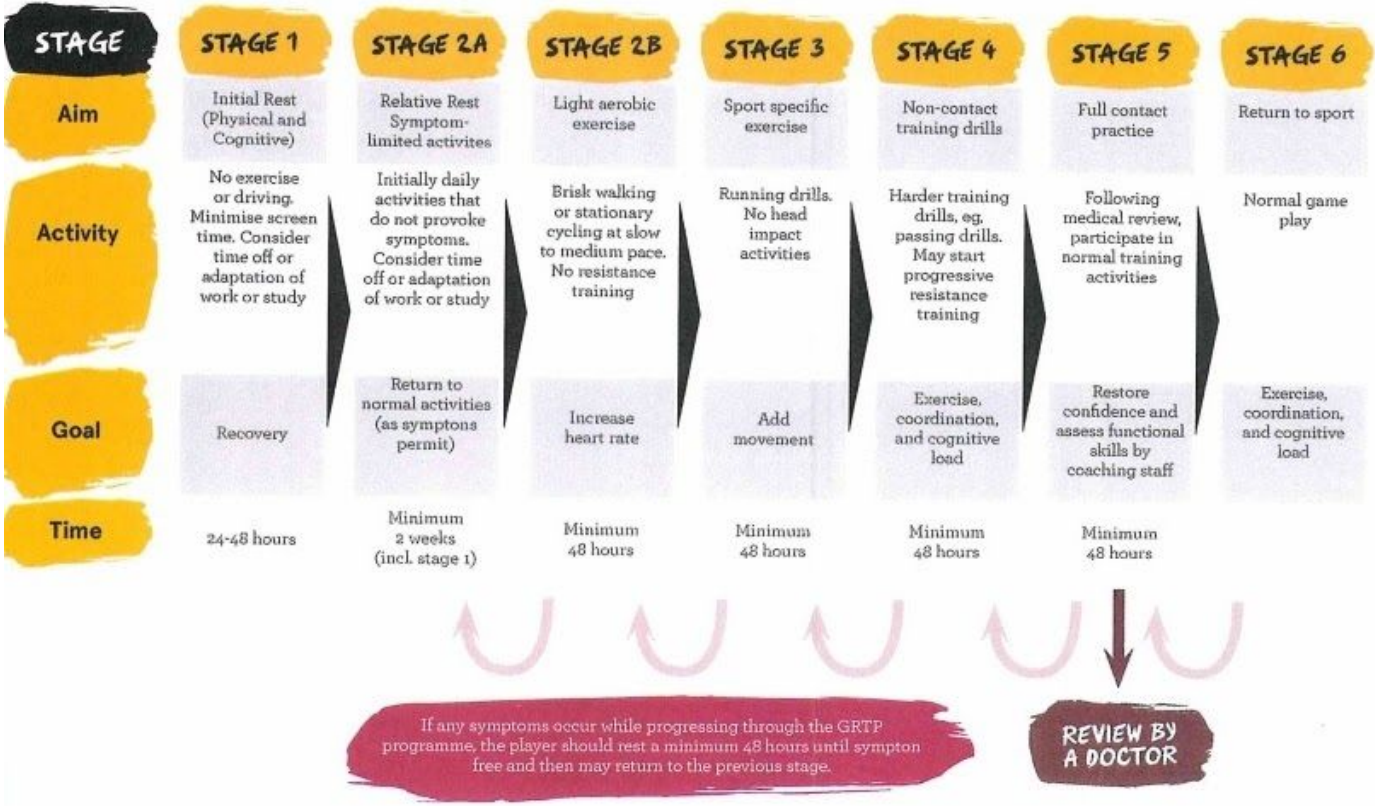 STAGE
STAGE 1
STAGE 2A
STAGE 2B
STAGE 3
STAGE 4
STAGE 5
STAGE 6
Aim
Initial Rest
(Physical and
Cognitive)
Relative Rest
Symptom-
limited activites
Light aerobic
exercise
Sport specific
exercise
Non-contact
training drills
Full contact
practice
Return to sport
Activity
No exercise
or driving.
Minimise screen
time. Consider
time off or
adaptation of
work or study
Initially daily
activities that
do not provoke
symptoms.
Consider time
off or adaptation
of work or study
Brisk walking
or stationary
cycling at slow
to medium pace.
No resistance
training
Running drills.
No head
impact
activities
Harder training
drills, eg,
passing drills.
May start
progressive
resistance
training
Following
medical review,
participate in
normal training
activities
Normal game
play
Goal
Recovery
Return to
normal activities
(as symptons
permit)
Increase
heart rate
Add
movement
Exercise,
coordination,
and cognitive
load
Restore
confidence and
assess functional
skills by
coaching staff
Exercise,
coordination,
and cognitive
load
Time
24-48 hours
Minimum
2 weeks
(incl. stage 1)
Minimum
48 hours
Minimum
48 hours
Minimum
48 hours
Minimum
48 hours
If any symptoms occur while progressing through the GRTP
programme, the player should rest a minimum 48 hours until sympton
free and then may return to the previous stage.
REVIEW BY
A DOCTOR